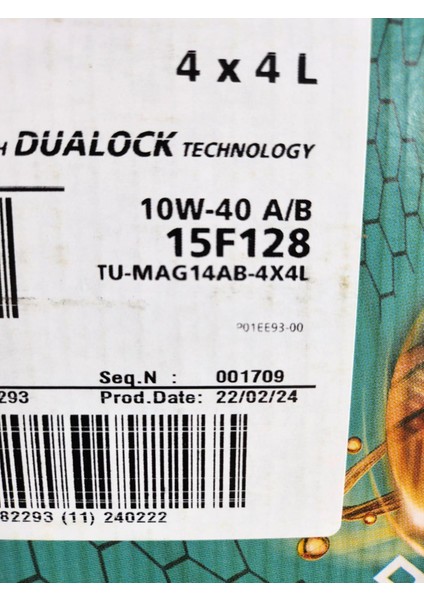 4 x 4 L
H DUALOCK TECHNOLOGY
10W-40 A/B
15F128
TU-MAG14AB-4X4L
P01EE93-00
Seq.N : 001709
293 Prod.Date: 22/02/24
82293 (11) 240222